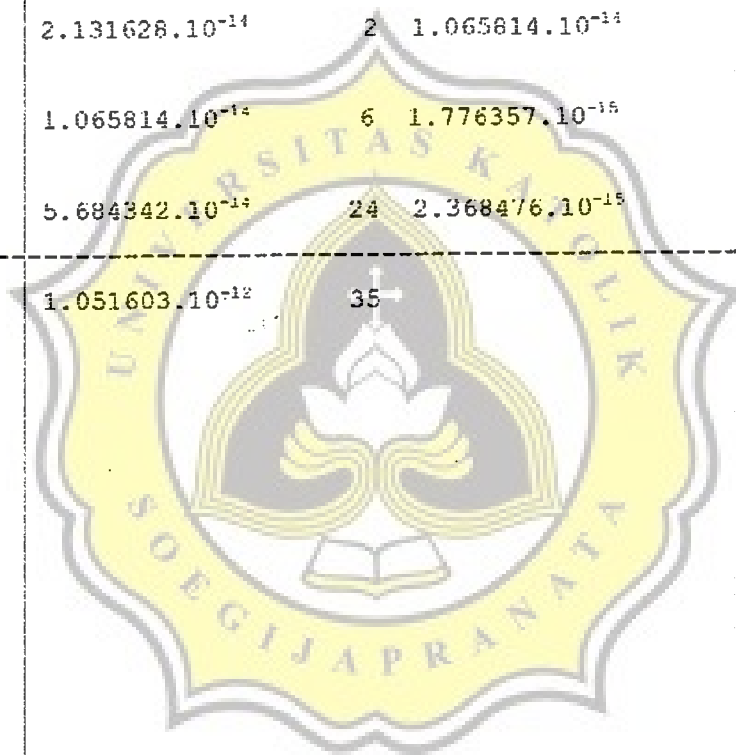 2.131628.10⁻¹⁴ 2 1.065814.10⁻¹⁴
1.065814.10⁻¹⁴ 6 1.776357.10⁻¹⁵
5.684342.10⁻¹⁴ 24 2.368476.10⁻¹⁵
1.051603.10⁻¹² 35
UNIVERSITAS KATOLIK
SOEGIJAPRANATA